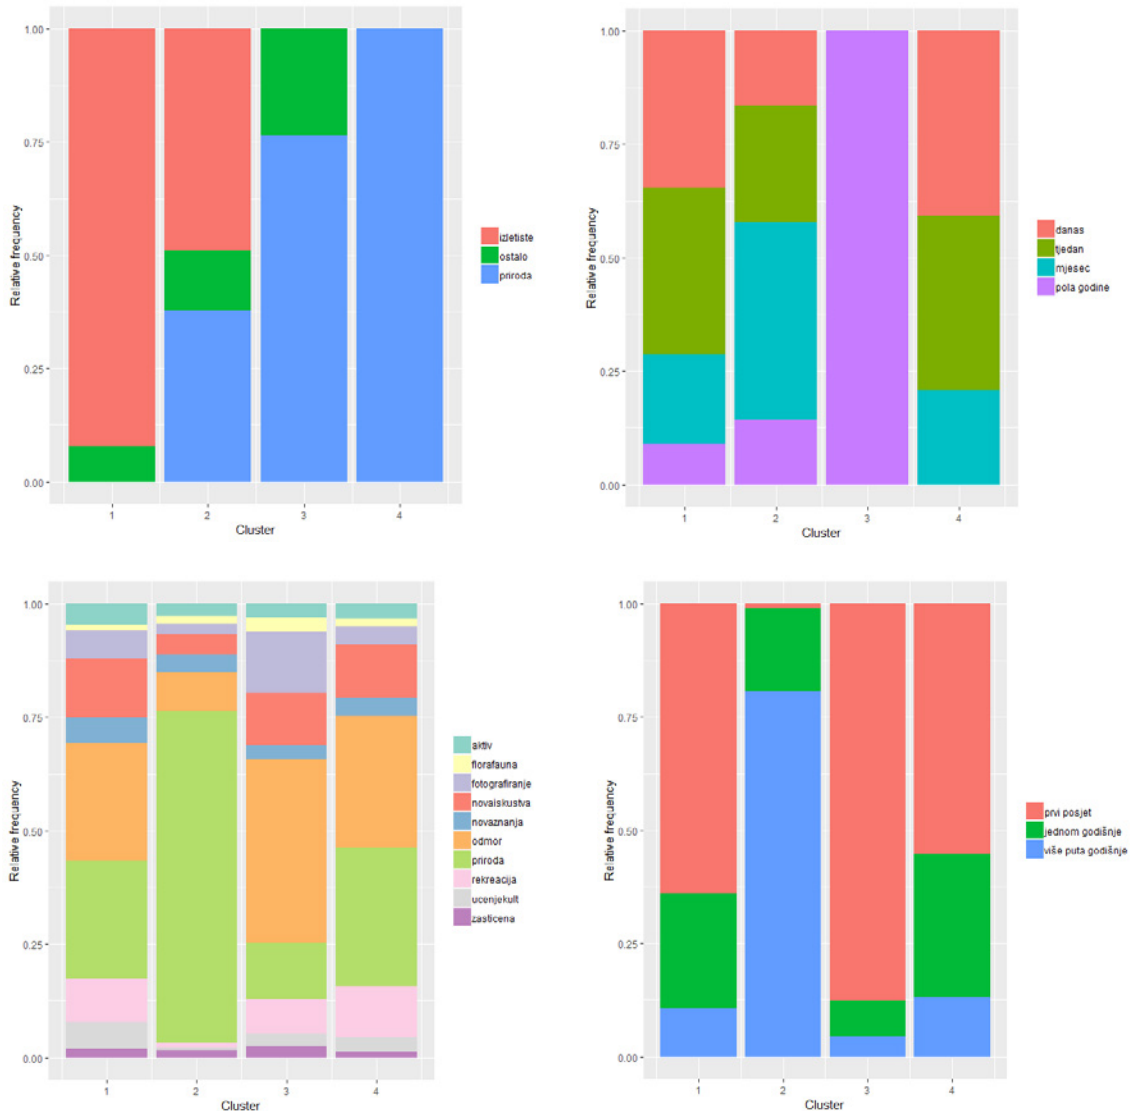 1.00
0.75
0.50
0.25
0.00
Relative frequency
1 2 3 4
Cluster
izletiste
ostalo
priroda
1.00
0.75
0.50
0.25
0.00
Relative frequency
1 2 3 4
Cluster
danas
tjedan
mjesec
pola godine
1.00
0.75
0.50
0.25
0.00
Relative frequency
1 2 3 4
Cluster
aktiv
florafauna
fotografiranje
novaiskustva
novaznanja
odmor
priroda
rekreacija
ucenjekult
zasticena
1.00
0.75
0.50
0.25
0.00
Relative frequency
1 2 3 4
Cluster
prvi posjet
jednom godišnje
više puta godišnje